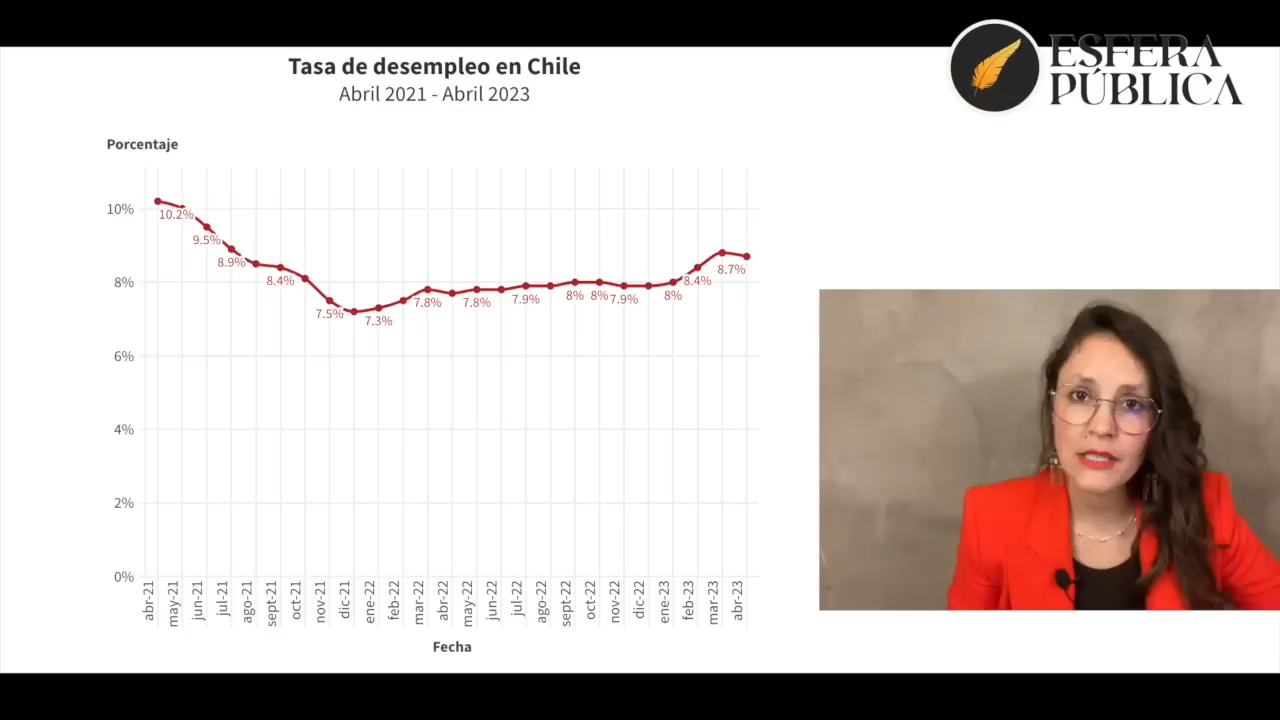 Tasa de desempleo en Chile
Abril 2021 - Abril 2023
ESFERA
PÚBLICA
Porcentaje
10%
8%
6%
4%
2%
0%
10.2%
9.5%
8.9%
8.4%
7.5%
7.3%
7.8%
7.8%
7.9%
8%
8%
7.9%
8%
8.4%
8.7%
abr-21
may-21
jun-21
jul-21
ago-21
sept-21
oct-21
nov-21
dic-21
ene-22
feb-22
mar-22
abr-22
may-22
jun-22
jul-22
ago-22
sept-22
oct-22
nov-22
dic-22
ene-23
feb-23
mar-23
abr-23
Fecha